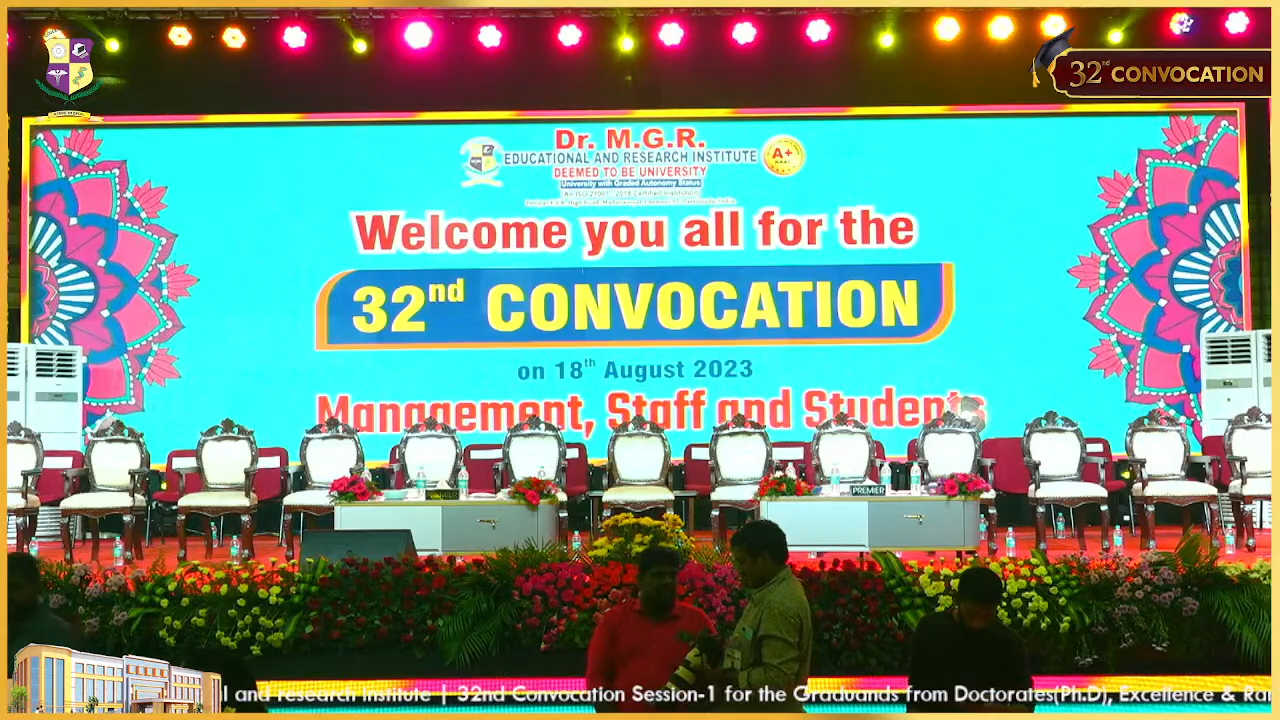 32nd CONVOCATION
Dr. M.G.R.
EDUCATIONAL AND RESEARCH INSTITUTE
A+
DEEMED TO BE UNIVERSITY
University with Graded Autonomy Status
Welcome you all for the
32nd CONVOCATION
on 18th August 2023
Management, Staff and Students
PREMIER
l and research Institute | 32nd Convocation Session-1 for the Graduands from Doctorates(Ph.D), Excellence & Ra